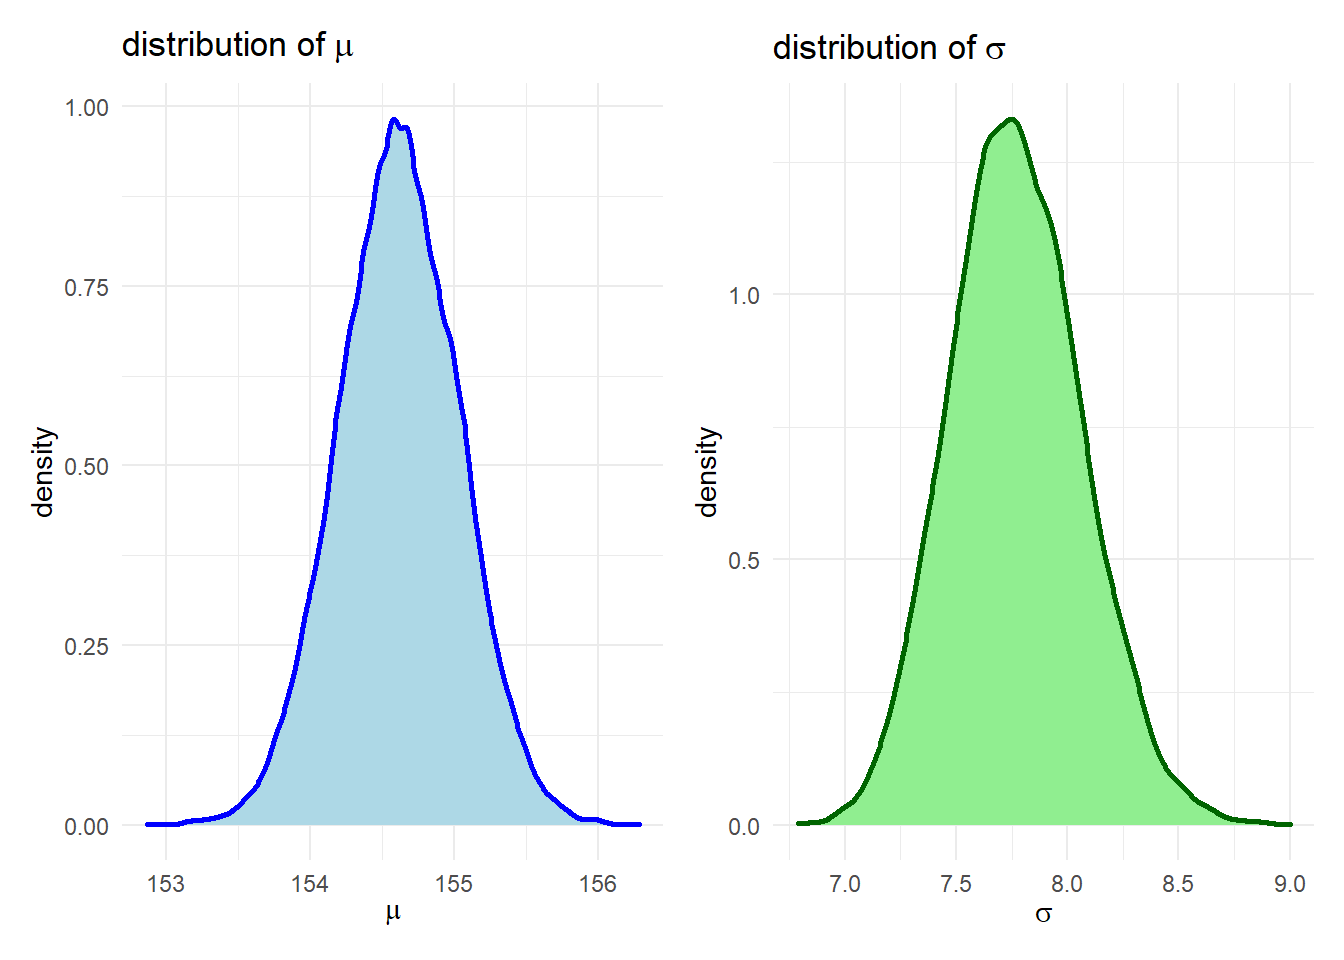 distribution of μ
1.00
0.75
0.50
0.25
0.00
density
153 154 155 156
μ
distribution of σ
1.0
0.5
0.0
density
7.0 7.5 8.0 8.5 9.0
σ